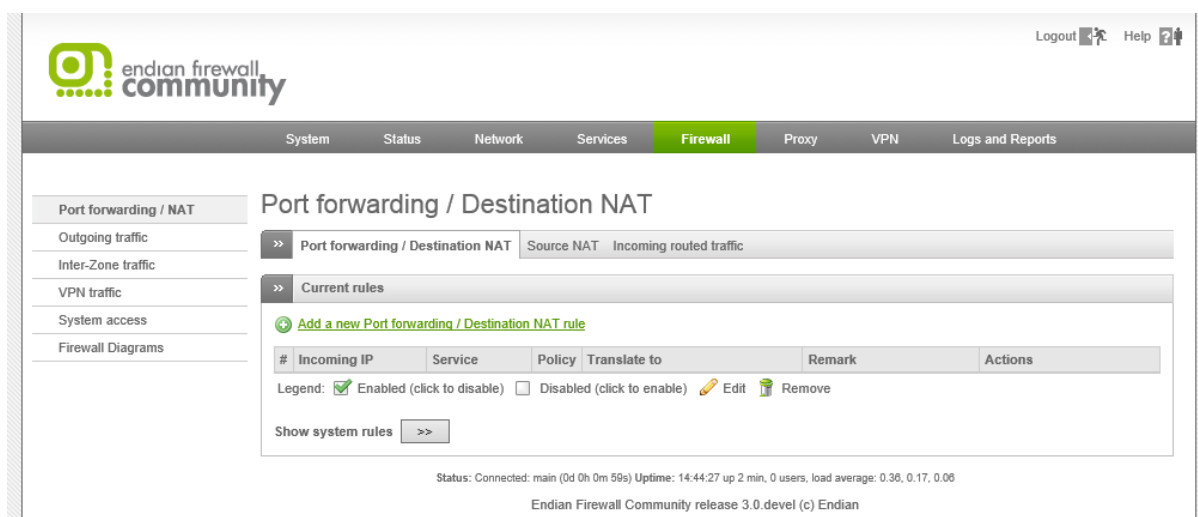 Logout Help
endian firewall
community
System Status Network Services Firewall Proxy VPN Logs and Reports
Port forwarding / NAT
Outgoing traffic
Inter-Zone traffic
VPN traffic
System access
Firewall Diagrams
Port forwarding / Destination NAT
>> Port forwarding / Destination NAT Source NAT Incoming routed traffic
>> Current rules
Add a new Port forwarding / Destination NAT rule
# Incoming IP Service Policy Translate to Remark Actions
Legend: Enabled (click to disable) Disabled (click to enable) Edit Remove
Show system rules >>
Status: Connected: main (0d 0h 0m 59s) Uptime: 14:44:27 up 2 min, 0 users, load average: 0.36, 0.17, 0.06
Endian Firewall Community release 3.0.devel (c) Endian